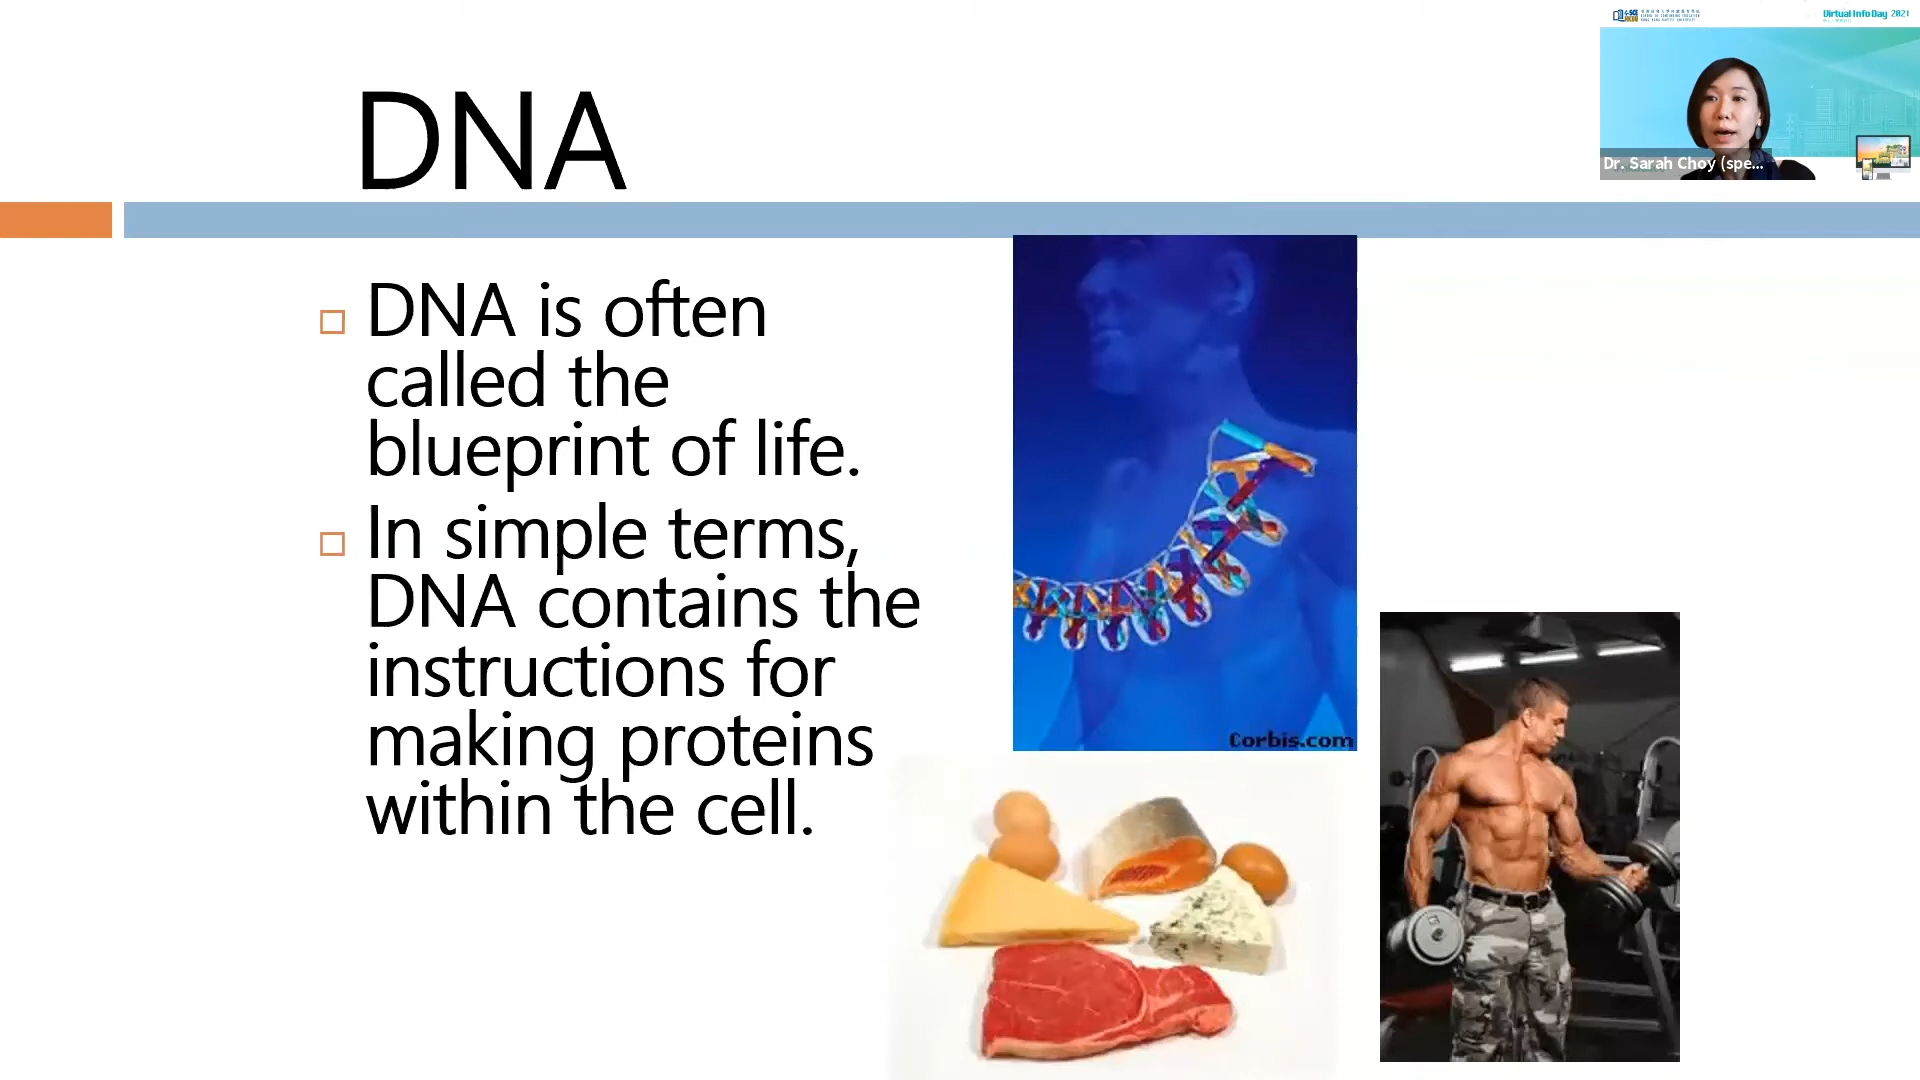 Virtual Info Day 2021
DNA
Dr. Sarah Choy (spe...
DNA is often
called the
blueprint of life.
In simple terms,
DNA contains the
instructions for
making proteins
within the cell.
Corbis.com